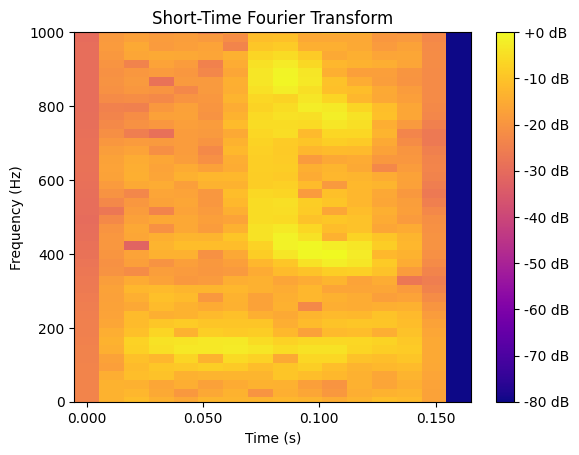 Short-Time Fourier Transform
1000
800
600
400
200
0
Frequency (Hz)
0.000
0.050
0.100
0.150
Time (s)
+0 dB
-10 dB
-20 dB
-30 dB
-40 dB
-50 dB
-60 dB
-70 dB
-80 dB